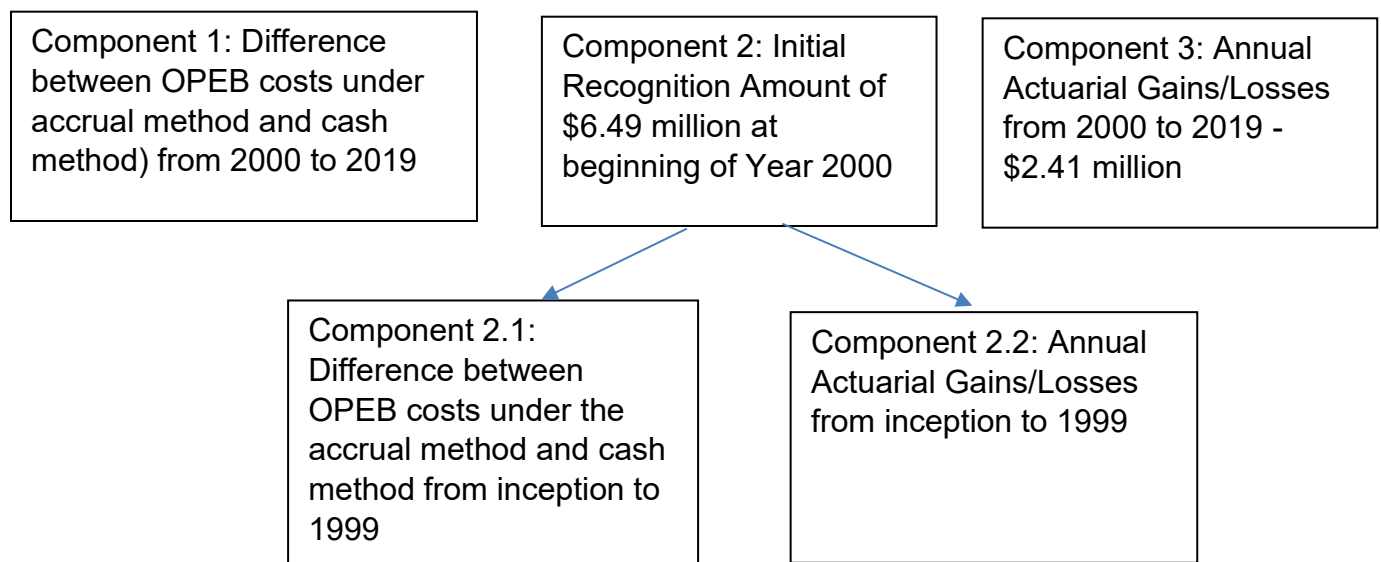 Component 1: Difference
between OPEB costs under
accrual method and cash
method) from 2000 to 2019
Component 2: Initial
Recognition Amount of
$6.49 million at
beginning of Year 2000
Component 3: Annual
Actuarial Gains/Losses
from 2000 to 2019 -
$2.41 million
Component 2.1:
Difference between
OPEB costs under the
accrual method and cash
method from inception to
1999
Component 2.2: Annual
Actuarial Gains/Losses
from inception to 1999